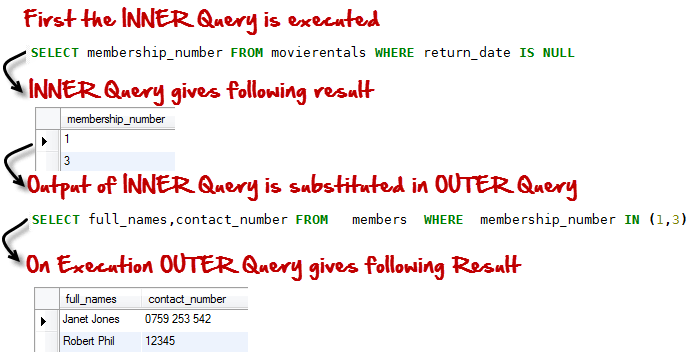 First the INNER Query is executed
SELECT membership_number FROM movierentals WHERE return_date IS NULL
INNER Query gives following result
membership_number
1
3
Output of INNER Query is substituted in OUTER Query
SELECT full_names,contact_number FROM members WHERE membership_number IN (1,3)
On Execution OUTER Query gives following Result
full_names contact_number
Janet Jones 0759 253 542
Robert Phil 12345